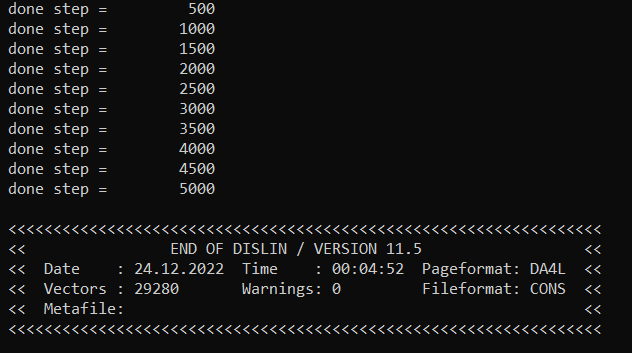 done step =         500
done step =        1000
done step =        1500
done step =        2000
done step =        2500
done step =        3000
done step =        3500
done step =        4000
done step =        4500
done step =        5000
<<<<<<<<<<<<<<<<<<<<<<<<<<<<<<<<<<<<<<<<<<<<<<<<<<<<<<<<<<<<<<<<<<
<<                END OF DISLIN / VERSION 11.5                  <<
<<  Date    : 24.12.2022  Time    : 00:04:52  Pageformat: DA4L  <<
<<  Vectors : 29280       Warnings: 0         Fileformat: CONS  <<
<<  Metafile:                                                   <<
<<<<<<<<<<<<<<<<<<<<<<<<<<<<<<<<<<<<<<<<<<<<<<<<<<<<<<<<<<<<<<<<<<